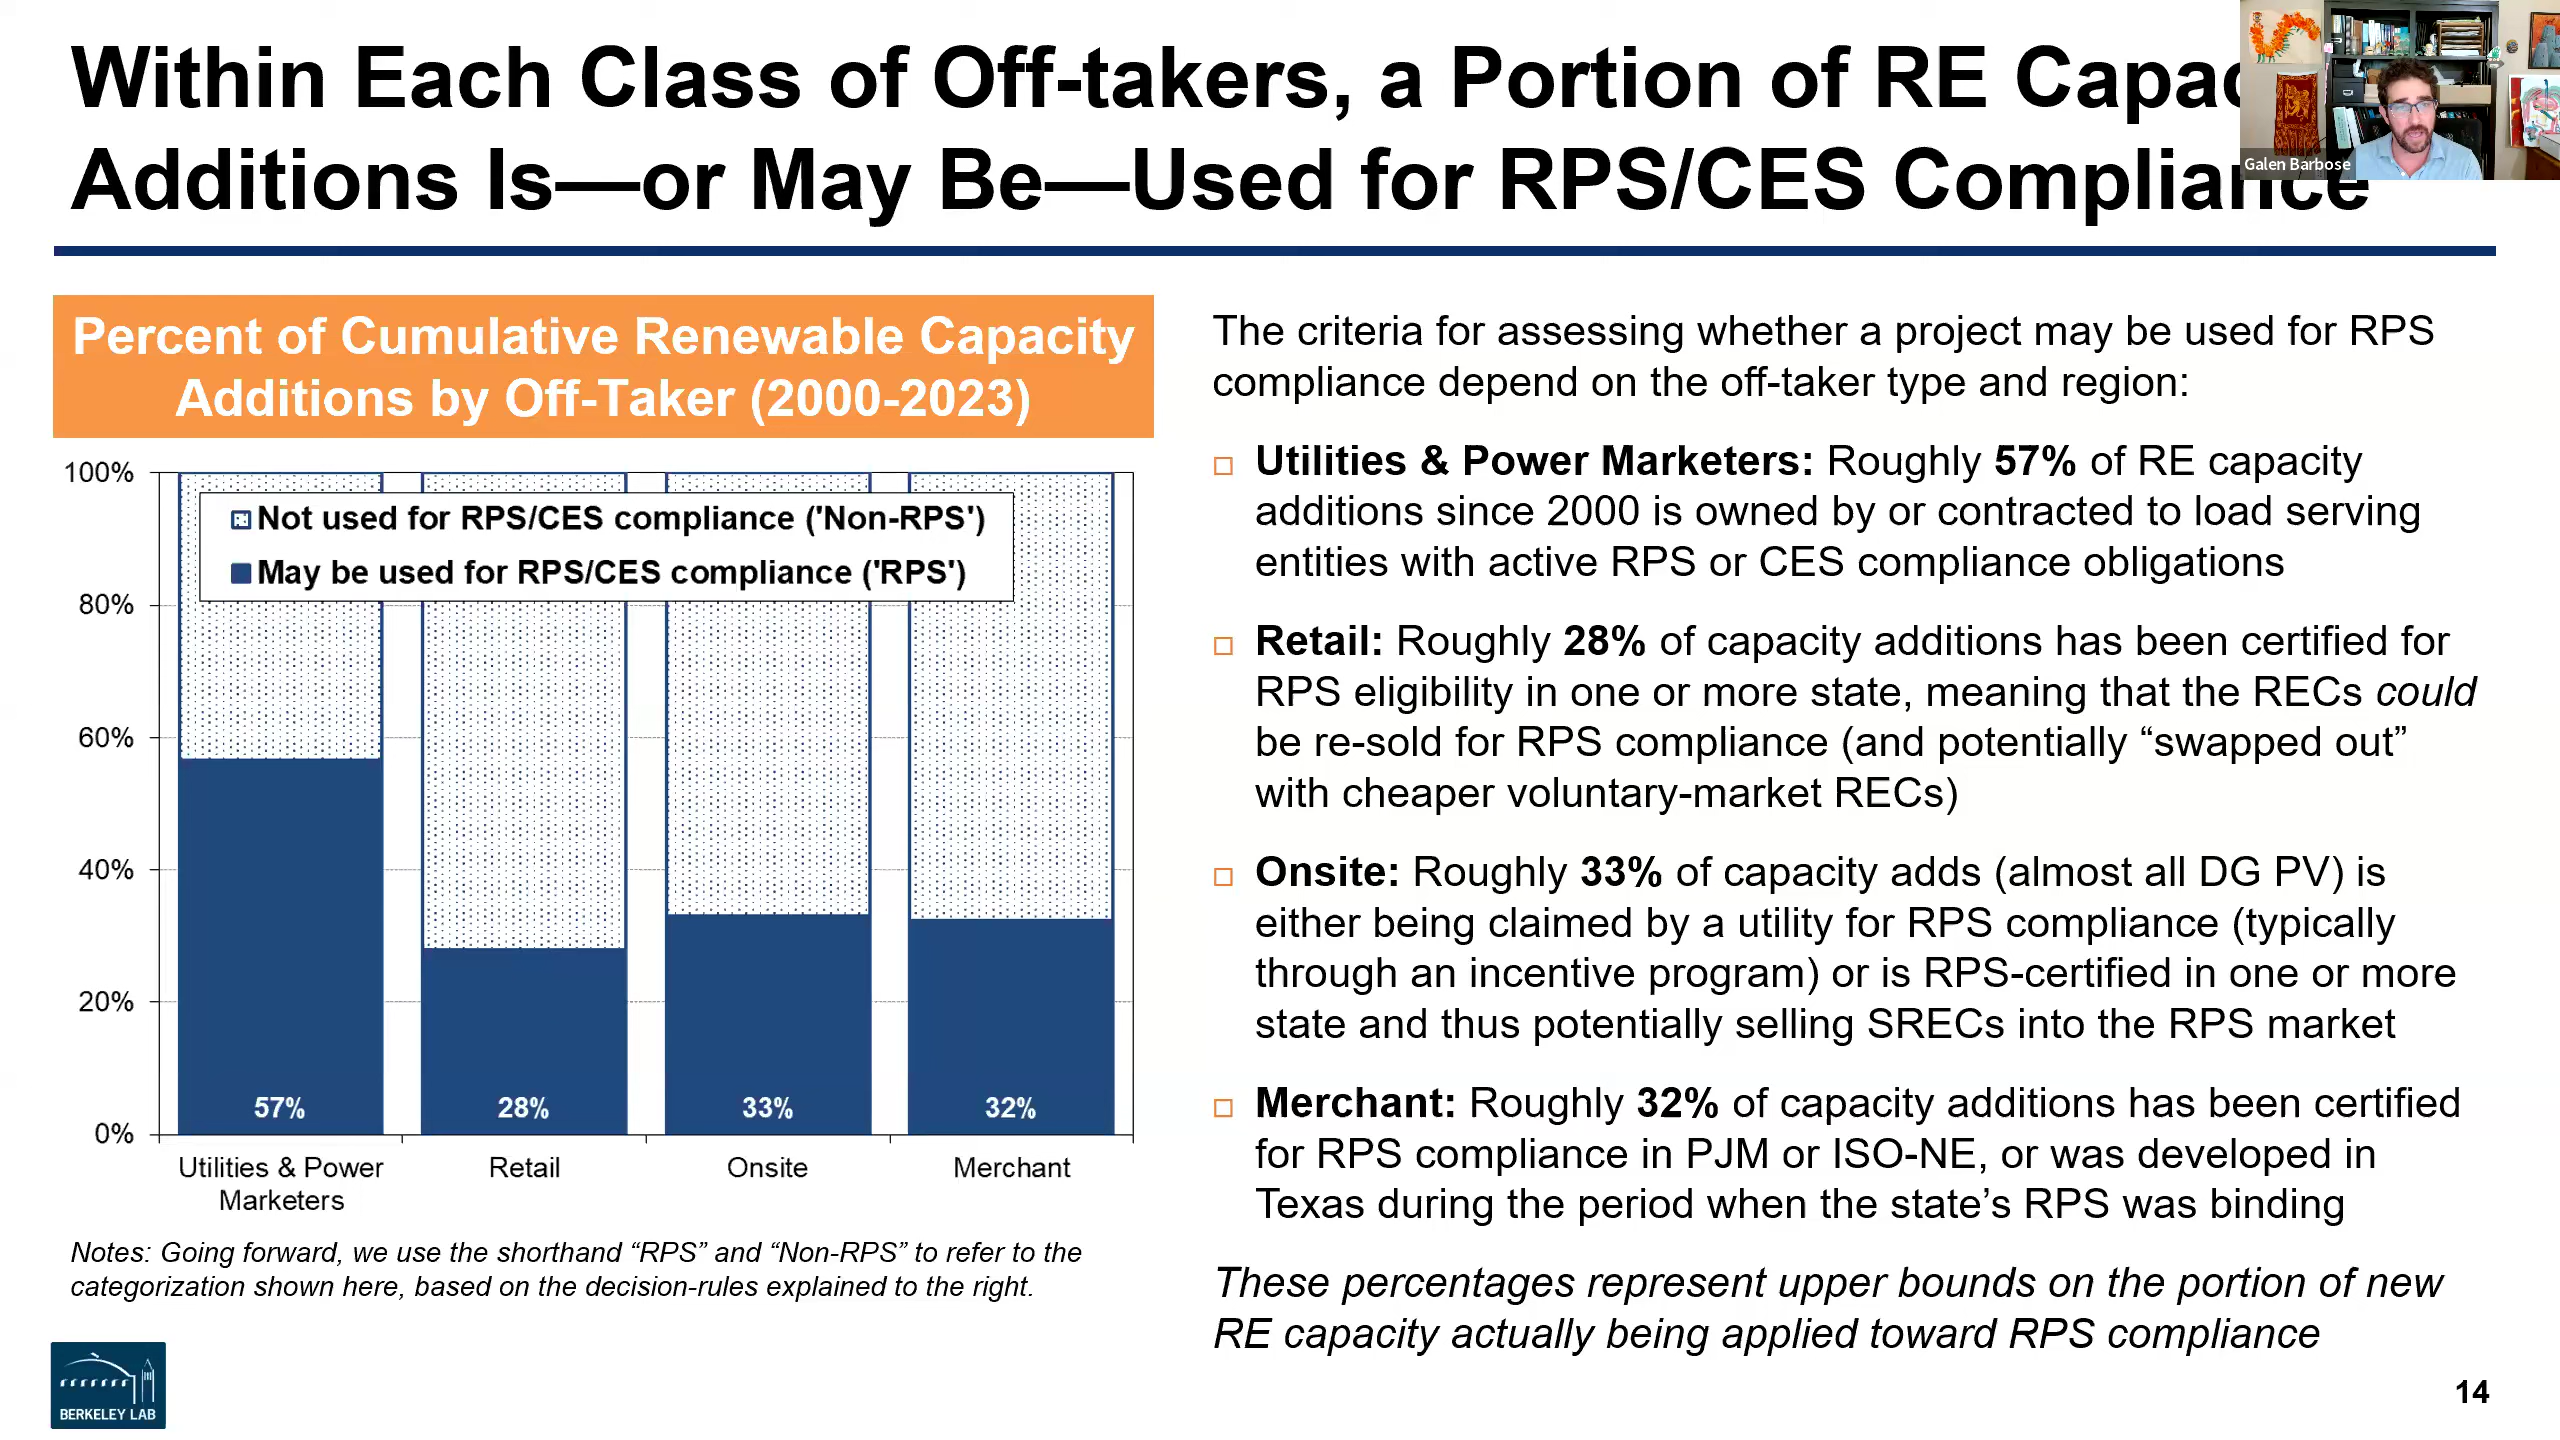 Within Each Class of Off-takers, a Portion of RE Capac
Additions Is—or May Be—Used for RPS/CES Compliance
Galen Barbose
Percent of Cumulative Renewable Capacity
Additions by Off-Taker (2000-2023)
100%
80%
60%
40%
20%
0%
Not used for RPS/CES compliance ('Non-RPS')
May be used for RPS/CES compliance ('RPS')
57%
28%
33%
32%
Utilities & Power
Marketers
Retail
Onsite
Merchant
Notes: Going forward, we use the shorthand “RPS” and “Non-RPS” to refer to the
categorization shown here, based on the decision-rules explained to the right.
The criteria for assessing whether a project may be used for RPS
compliance depend on the off-taker type and region:
Utilities & Power Marketers: Roughly 57% of RE capacity
additions since 2000 is owned by or contracted to load serving
entities with active RPS or CES compliance obligations
Retail: Roughly 28% of capacity additions has been certified for
RPS eligibility in one or more state, meaning that the RECs could
be re-sold for RPS compliance (and potentially “swapped out”
with cheaper voluntary-market RECs)
Onsite: Roughly 33% of capacity adds (almost all DG PV) is
either being claimed by a utility for RPS compliance (typically
through an incentive program) or is RPS-certified in one or more
state and thus potentially selling SRECs into the RPS market
Merchant: Roughly 32% of capacity additions has been certified
for RPS compliance in PJM or ISO-NE, or was developed in
Texas during the period when the state’s RPS was binding
These percentages represent upper bounds on the portion of new
RE capacity actually being applied toward RPS compliance
BERKELEY LAB
14